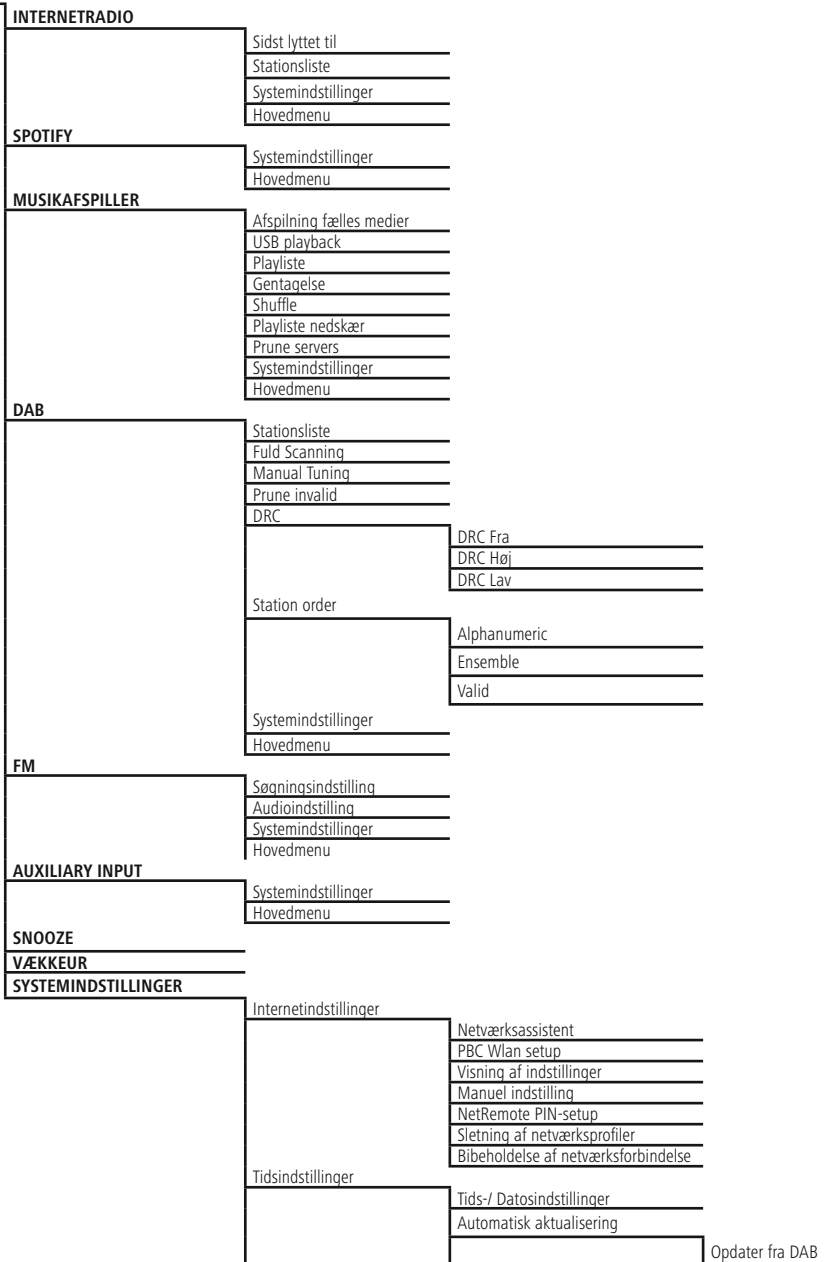 INTERNETRADIO
Sidst lyttet til
Stationsliste
Systemindstillinger
Hovedmenu
SPOTIFY
Systemindstillinger
Hovedmenu
MUSIKAFSPILLER
Afspilning fælles medier
USB playback
Playliste
Gentagelse
Shuffle
Playliste nedskær
Prune servers
Systemindstillinger
Hovedmenu
DAB
Stationsliste
Fuld Scanning
Manual Tuning
Prune invalid
DRC
DRC Fra
DRC Høj
DRC Lav
Station order
Alphanumeric
Ensemble
Valid
Systemindstillinger
Hovedmenu
FM
Søgningsindstilling
Audioindstilling
Systemindstillinger
Hovedmenu
AUXILIARY INPUT
Systemindstillinger
Hovedmenu
SNOOZE
VÆKKEUR
SYSTEMINDSTILLINGER
Internetindstillinger
Netværksassistent
PBC Wlan setup
Visning af indstillinger
Manuel indstilling
NetRemote PIN-setup
Sletning af netværksprofiler
Bibeholdelse af netværksforbindelse
Tidsindstillinger
Tids-/ Datosindstillinger
Automatisk aktualisering
Opdater fra DAB